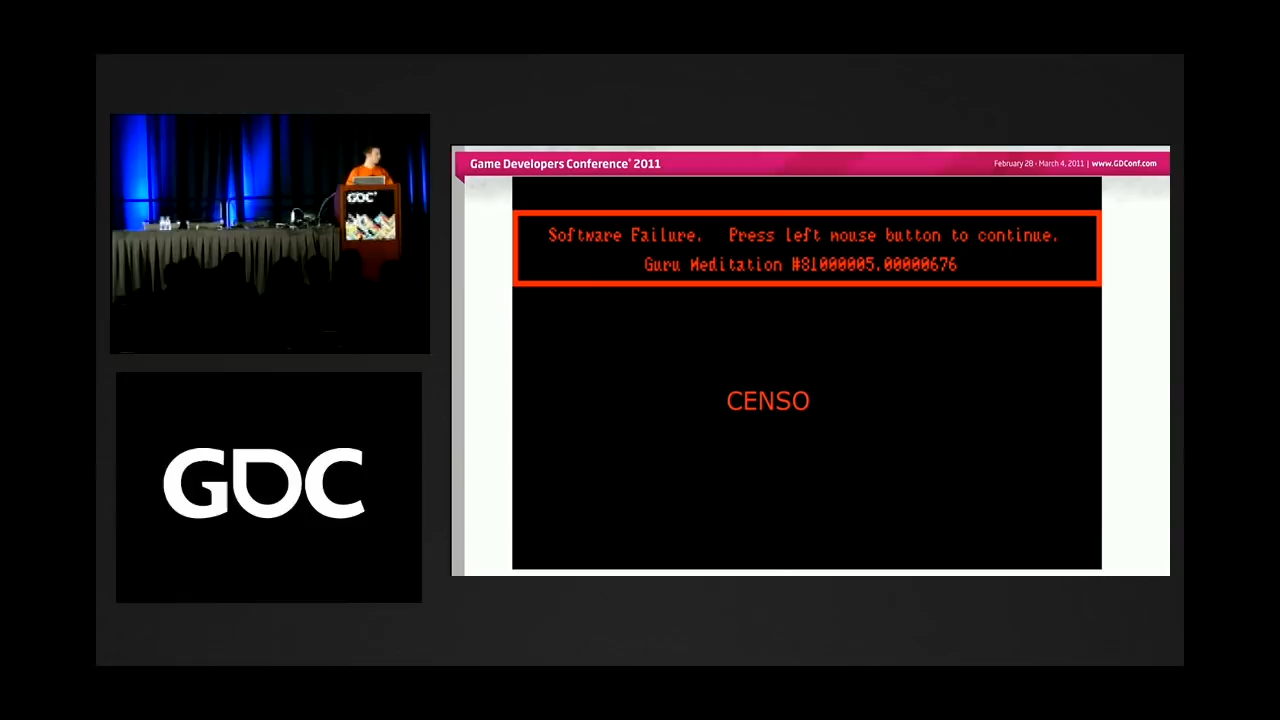 GDC
Game Developers Conference® 2011
February 28 - March 4, 2011 | www.GDConf.com
Software Failure. Press left mouse button to continue.
Guru Meditation #81000005.00000676
CENSO
GDC